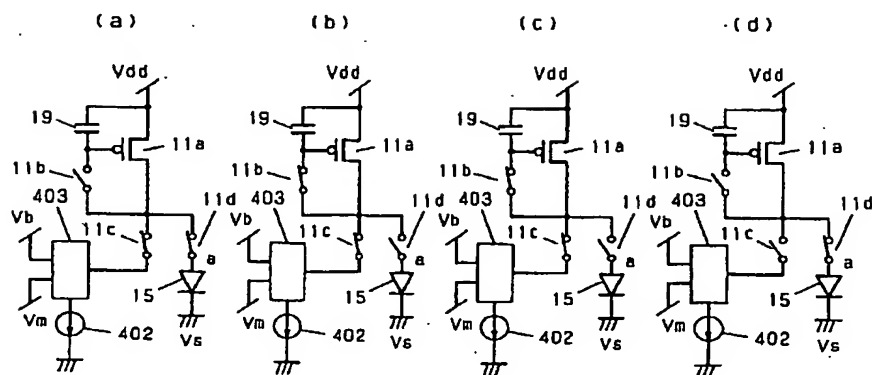 (a) (b) (c) (d)
Vdd Vdd Vdd Vdd
19 19 19 19
11a 11a 11a 11a
11b 11b 11b 11b
403 11d 403 11d 403 11d 403 11d
Vb 11c Vb 11c Vb 11c Vb 11c
a a a a
15 15 15 15
Vm 402 Vm 402 Vm 402 Vm 402
Vs Vs Vs Vs